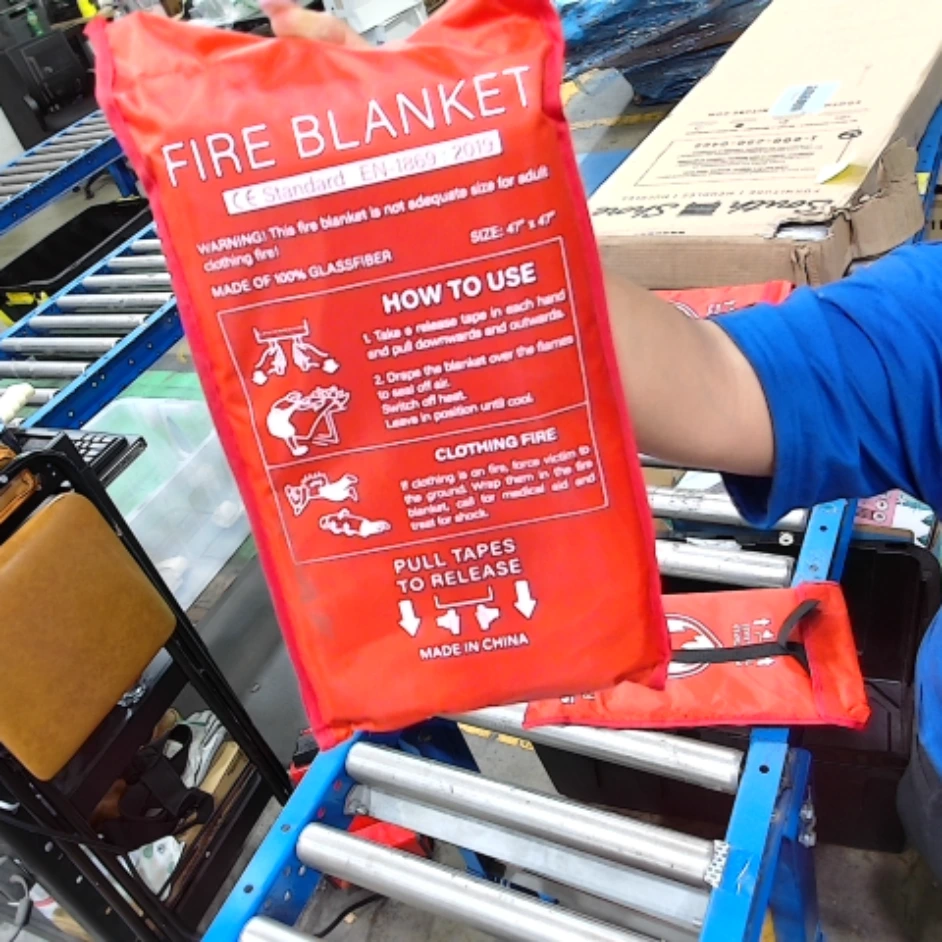 FIRE BLANKET
CE Standard EN 1869 - 2019
WARNING! This fire blanket is not adequate size for adult
clothing fire!
SIZE: 47" x 47"
MADE OF 100% GLASSFIBER
HOW TO USE
1. Take a release tape in each hand
and pull downwards and outwards.
2. Drape the blanket over the flames
to seal off air.
Switch off heat.
Leave in position until cool.
CLOTHING FIRE
If clothing is on fire, force victim to
the ground. Wrap them in the fire
blanket, call for medical aid and
treat for shock.
PULL TAPES
TO RELEASE
MADE IN CHINA
South Shore